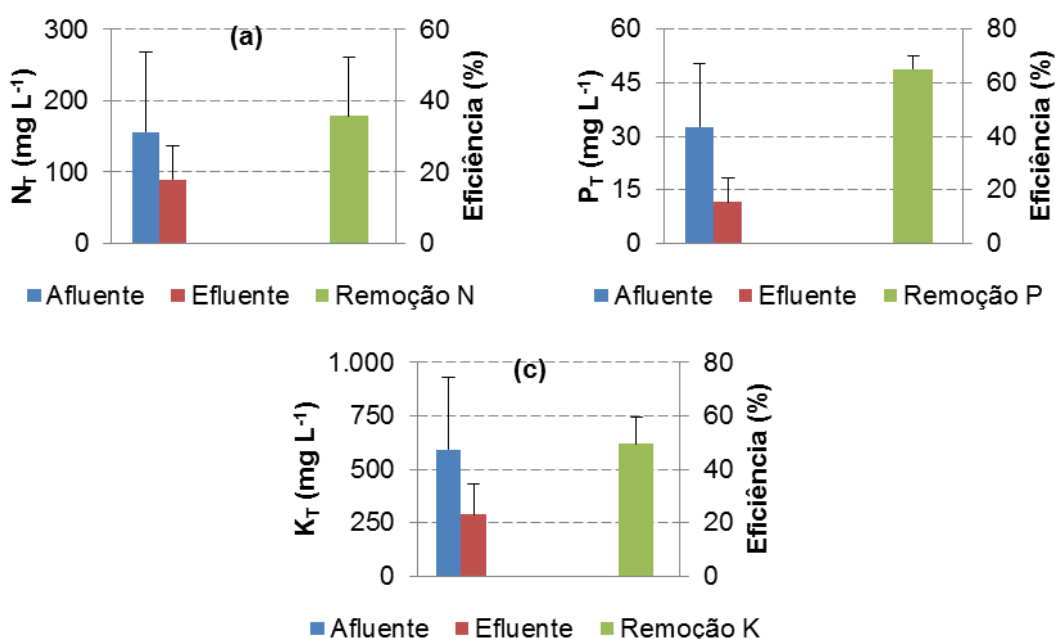 (a)
N_T (mg L⁻¹)
300
200
100
0
60
40
20
0
Eficiência (%)
Afluente Efluente Remoção N
P_T (mg L⁻¹)
60
45
30
15
0
80
60
40
20
0
Eficiência (%)
Afluente Efluente Remoção P
(c)
K_T (mg L⁻¹)
1.000
750
500
250
0
80
60
40
20
0
Eficiência (%)
Afluente Efluente Remoção K